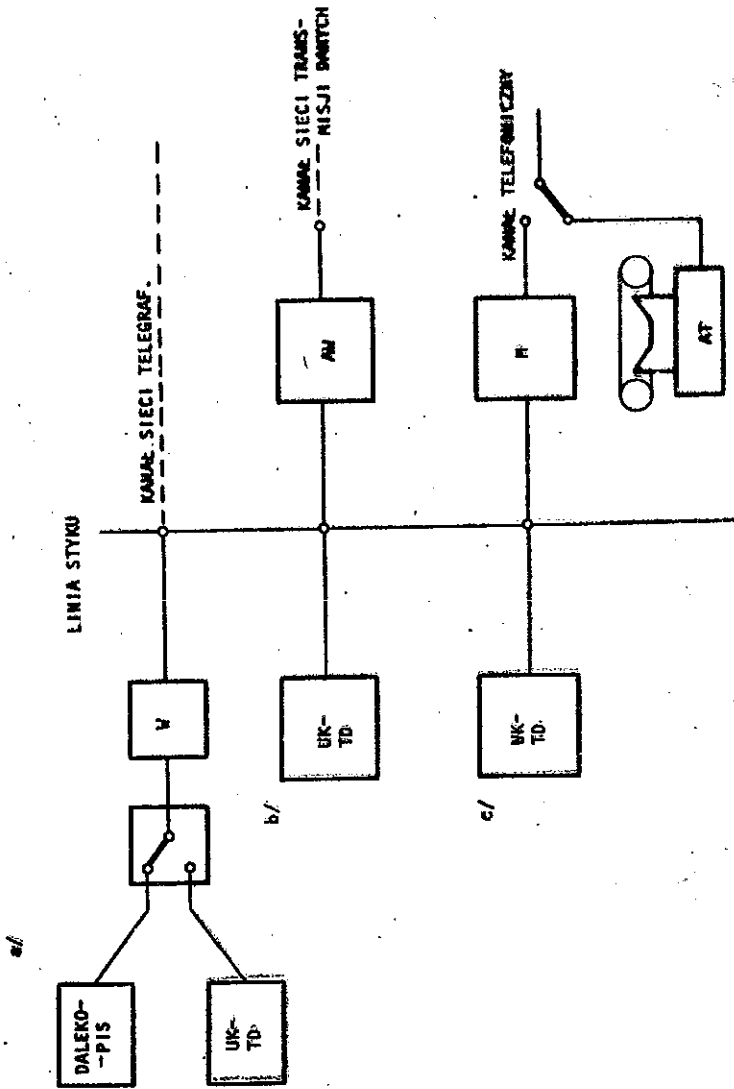 a/
DALEKO-
-PIS
UK-
TD
W
LINIA STYKU
KANAŁ SIECI TELEGRAF.
b/
UK-
TD
AW
KANAŁ SIECI TRANS-
MISJI DANYCH
c/
UK-
TD
M
KANAŁ TELEFONICZNY
AT